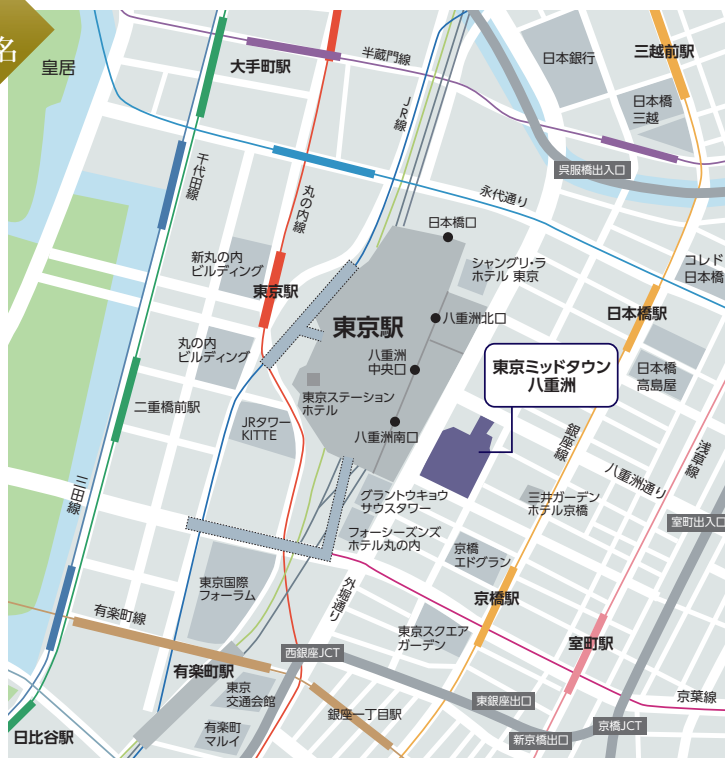 名
皇居
大手町駅
半蔵門線
日本銀行
三越前駅
日本橋
三越
JR線
呉服橋出入口
千代田線
丸の内線
永代通り
日本橋口
新丸の内
ビルディング
シャングリ・ラ
ホテル 東京
コレド
日本橋
東京駅
東京駅
八重洲北口
日本橋駅
丸の内
ビルディング
八重洲
中央口
東京ミッドタウン
八重洲
日本橋
高島屋
東京ステーション
ホテル
二重橋前駅
JRタワー
KITTE
八重洲南口
銀座線
浅草線
八重洲通り
三田線
グラントウキョウ
サウスタワー
三井ガーデン
ホテル京橋
室町出入口
フォーシーズンズ
ホテル丸の内
京橋
エドグラン
東京国際
フォーラム
外堀通り
京橋駅
有楽町線
東京スクエア
ガーデン
室町駅
西銀座JCT
有楽町駅
東京
交通会館
東銀座出口
京葉線
銀座一丁目駅
有楽町
マルイ
京橋JCT
日比谷駅
新京橋出口